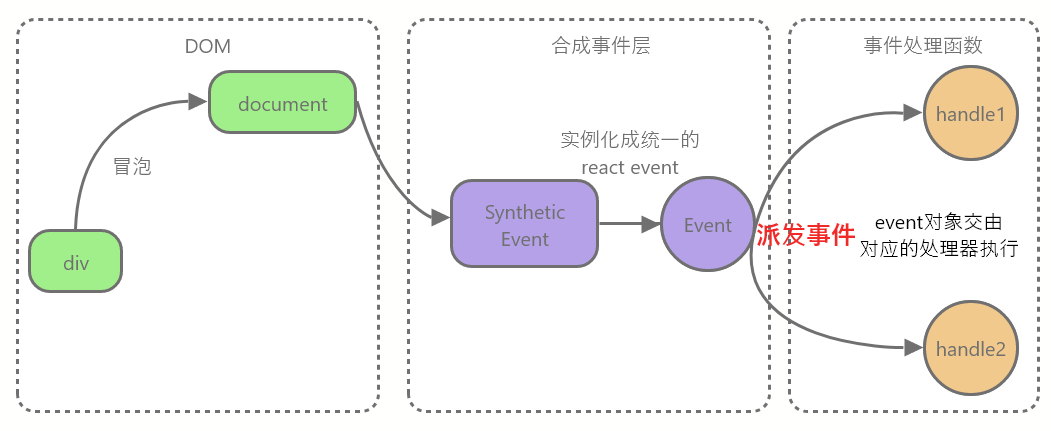 DOM
document
冒泡
div
合成事件层
实例化成统一的
react event
Synthetic
Event
Event
派发事件
事件处理函数
handle1
event对象交由
对应的处理器执行
handle2